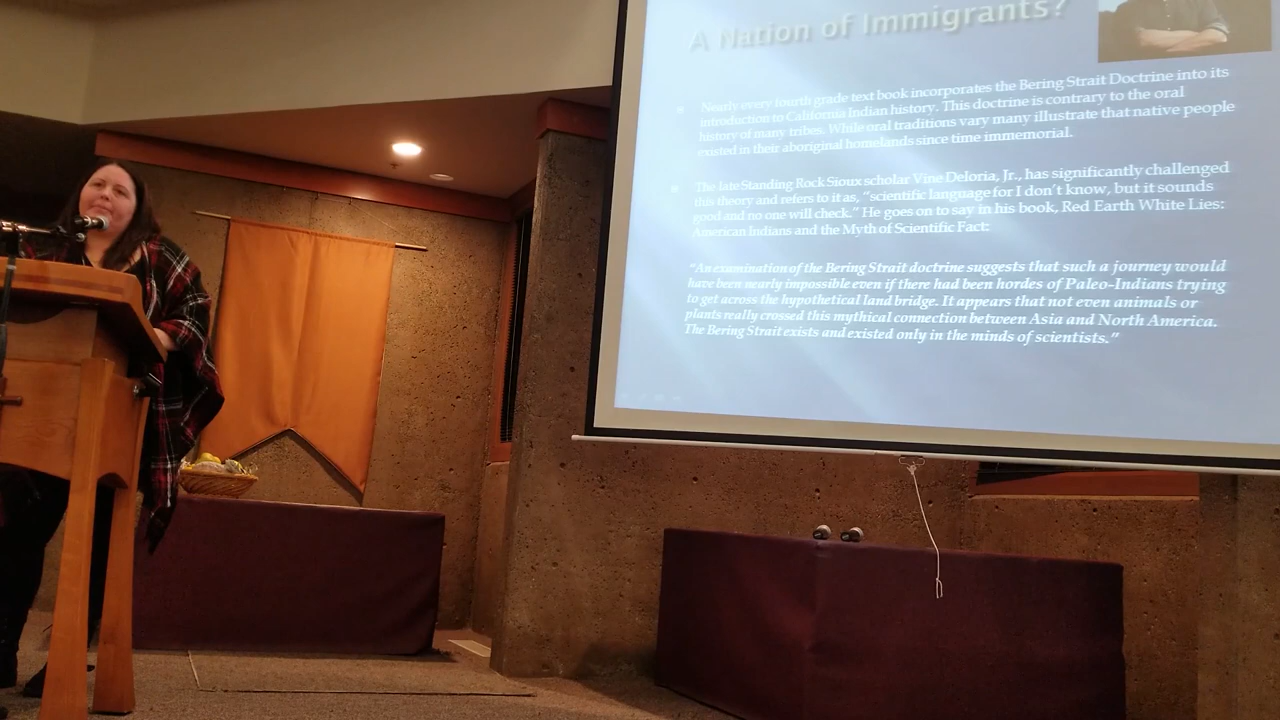 A Nation of Immigrants?
Nearly every fourth grade text book incorporates the Bering Strait Doctrine into its
introduction to California Indian history. This doctrine is contrary to the oral
history of many tribes. While oral traditions vary many illustrate that native people
existed in their aboriginal homelands since time immemorial.
The late Standing Rock Sioux scholar Vine Deloria, Jr., has significantly challenged
this theory and refers to it as, “scientific language for I don’t know, but it sounds
good and no one will check.” He goes on to say in his book, Red Earth White Lies:
American Indians and the Myth of Scientific Fact:
“An examination of the Bering Strait doctrine suggests that such a journey would
have been nearly impossible even if there had been hordes of Paleo-Indians trying
to get across the hypothetical land bridge. It appears that not even animals or
plants really crossed this mythical connection between Asia and North America.
The Bering Strait exists and existed only in the minds of scientists.”